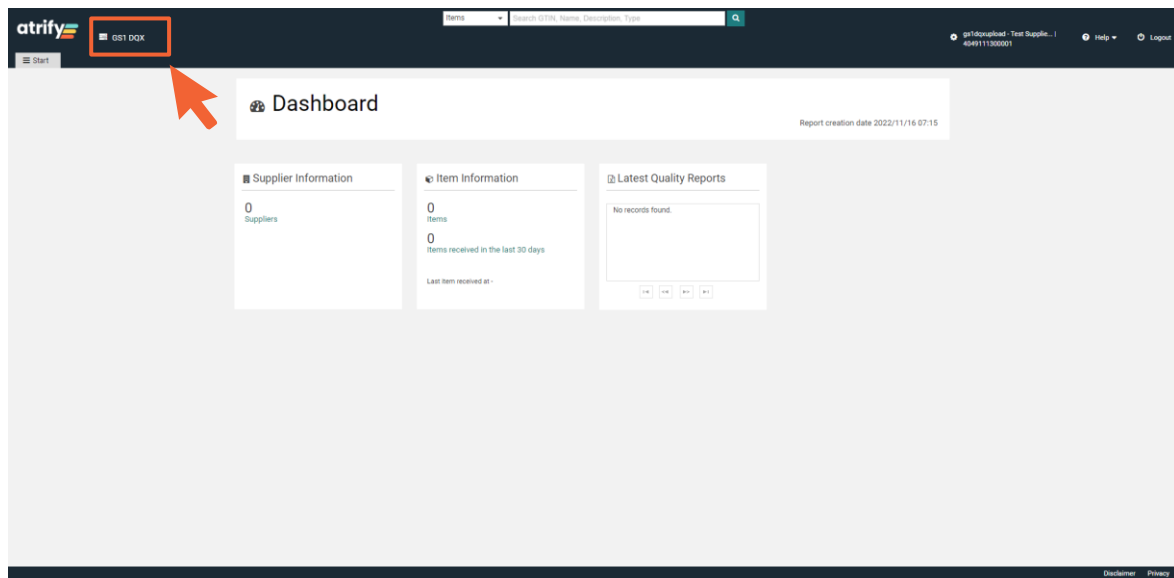 atrify
GS1 DQX
Items
Search GTIN, Name, Description, Type
gs1dqxupload - Test Supplie... |
4049111300001
Help
Logout
Start
Dashboard
Report creation date 2022/11/16 07:15
Supplier Information
0
Suppliers
Item Information
0
Items
0
Items received in the last 30 days
Last item received at -
Latest Quality Reports
No records found.
Disclaimer Privacy